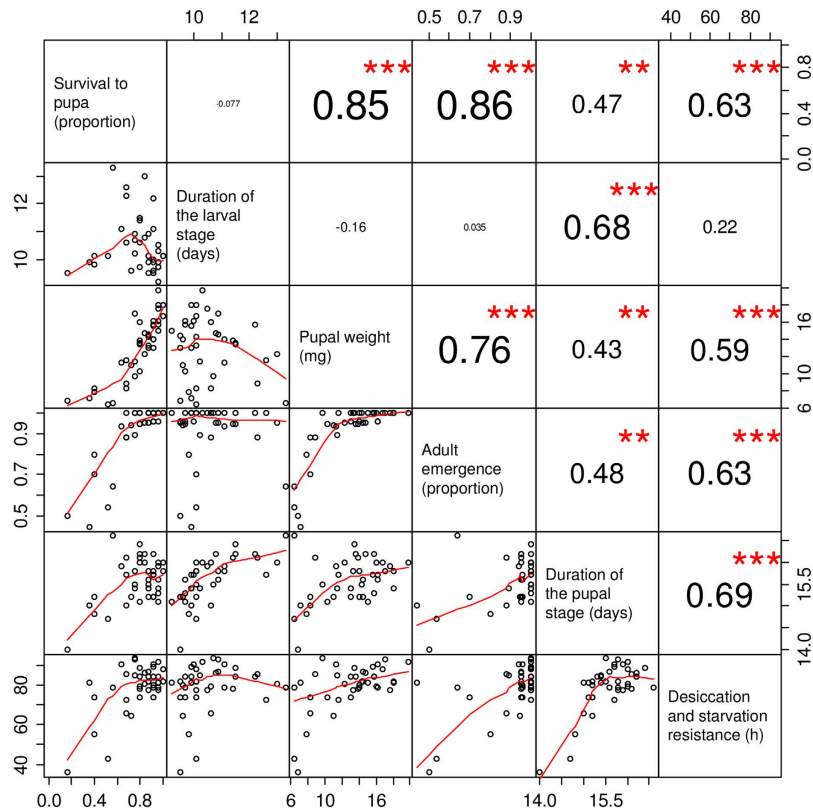 10 12 0.5 0.7 0.9 40 60 80
Survival to
pupa
(proportion)
-0.077
***
0.85
***
0.86
**
0.47
***
0.63
0.0 0.4 0.8
10 12
Duration of
the larval
stage
(days)
-0.16
0.035
***
0.68
0.22
Pupal weight
(mg)
***
0.76
**
0.43
***
0.59
6 10 16
0.5 0.7 0.9
Adult
emergence
(proportion)
**
0.48
***
0.63
Duration of
the pupal
stage (days)
***
0.69
14.0 15.5
40 60 80
Desiccation
and starvation
resistance (h)
0.0 0.4 0.8 6 10 16 14.0 15.5